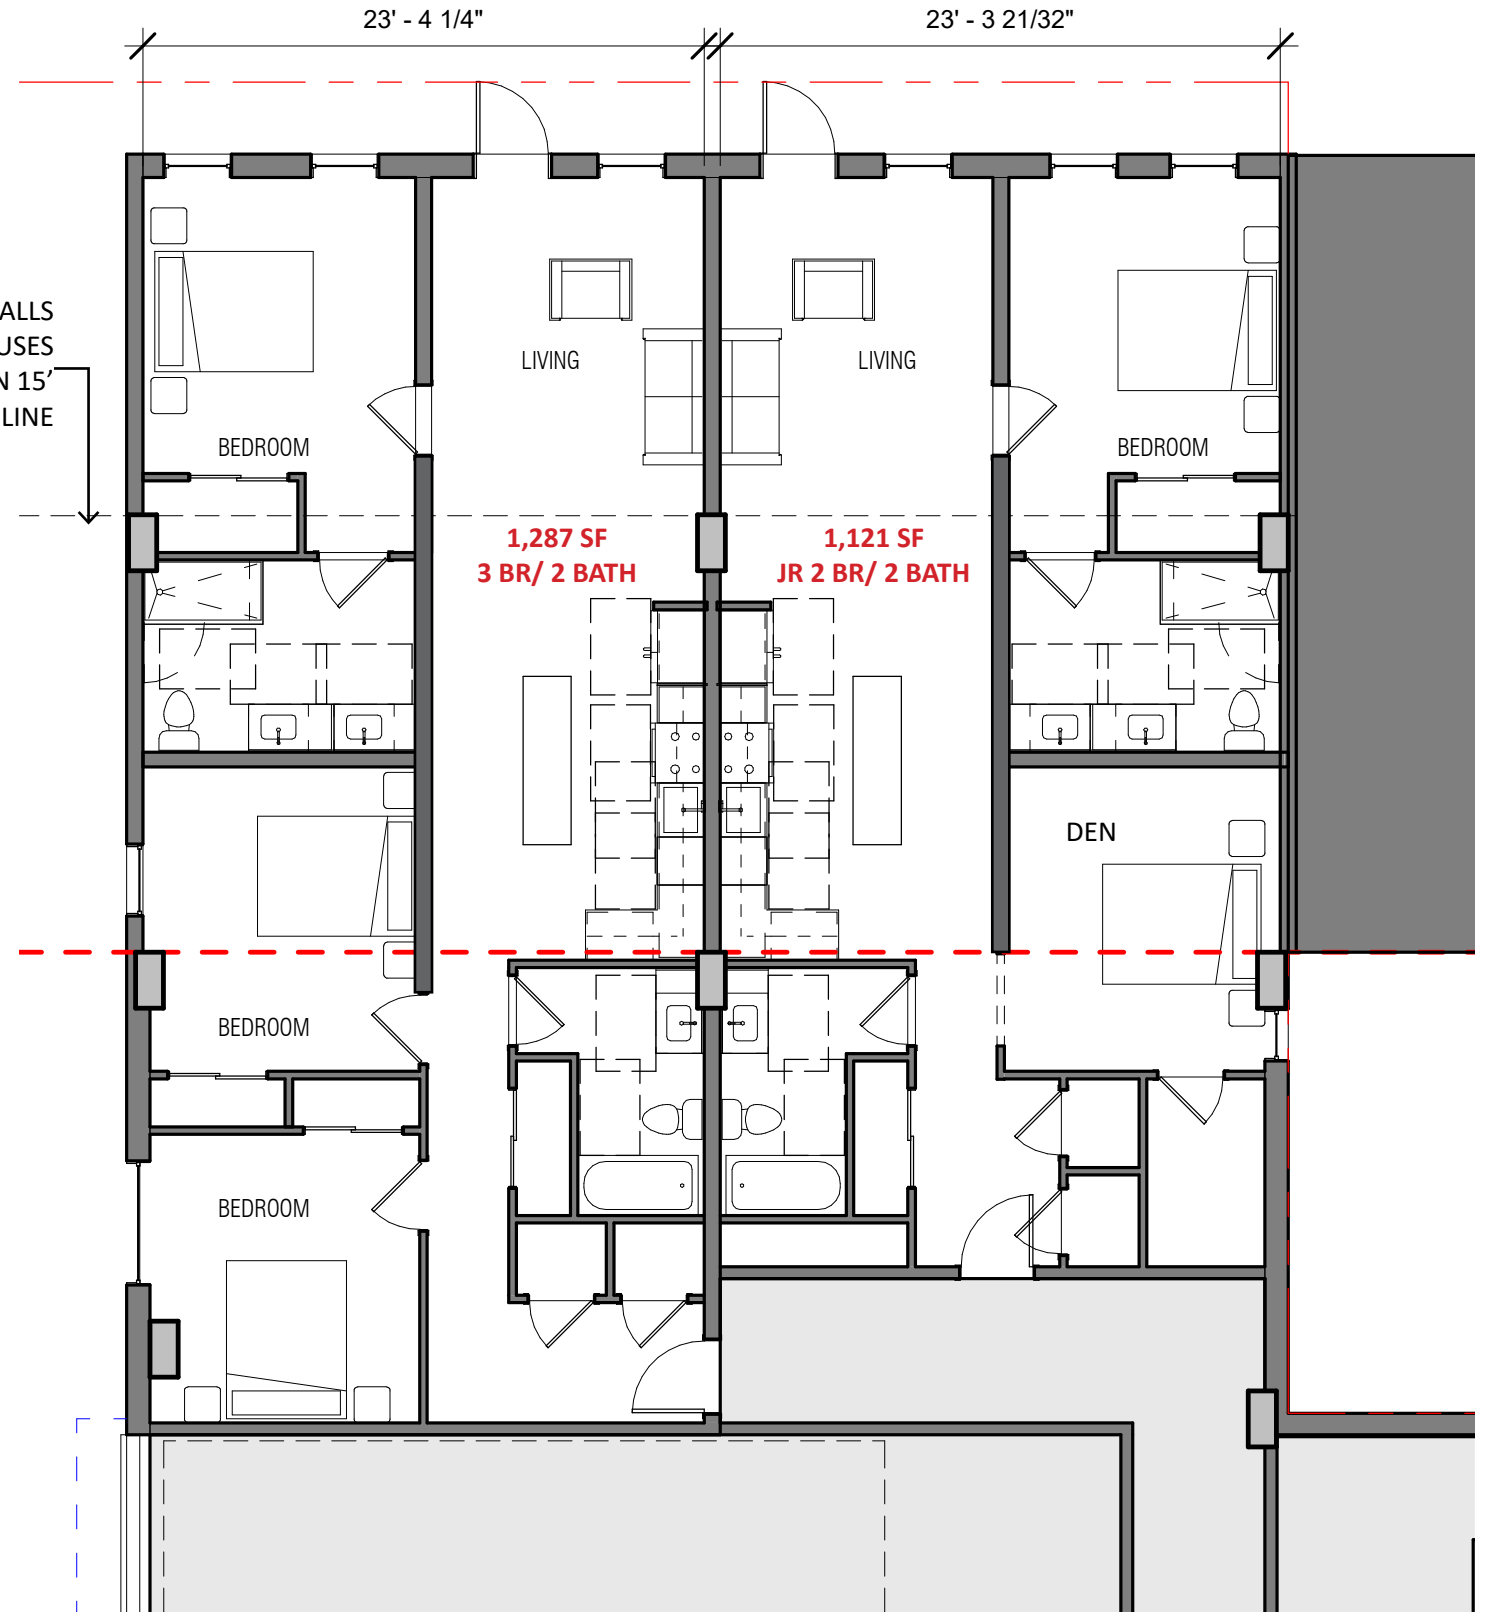 23' - 4 1/4"
23' - 3 21/32"
ALLS
USES
N 15’
LINE
LIVING
LIVING
BEDROOM
BEDROOM
1,287 SF
3 BR/ 2 BATH
1,121 SF
JR 2 BR/ 2 BATH
DEN
BEDROOM
BEDROOM